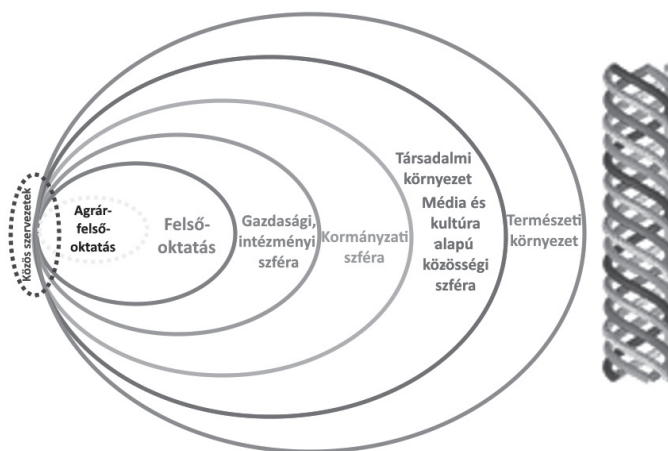 Közös szervezetek
Agrár-
felső-
oktatás
Felső-
oktatás
Gazdasági,
intézményi
szféra
Kormányzati
szféra
Társadalmi
környezet
Média és
kultúra
alapú
közösségi
szféra
Természeti
környezet